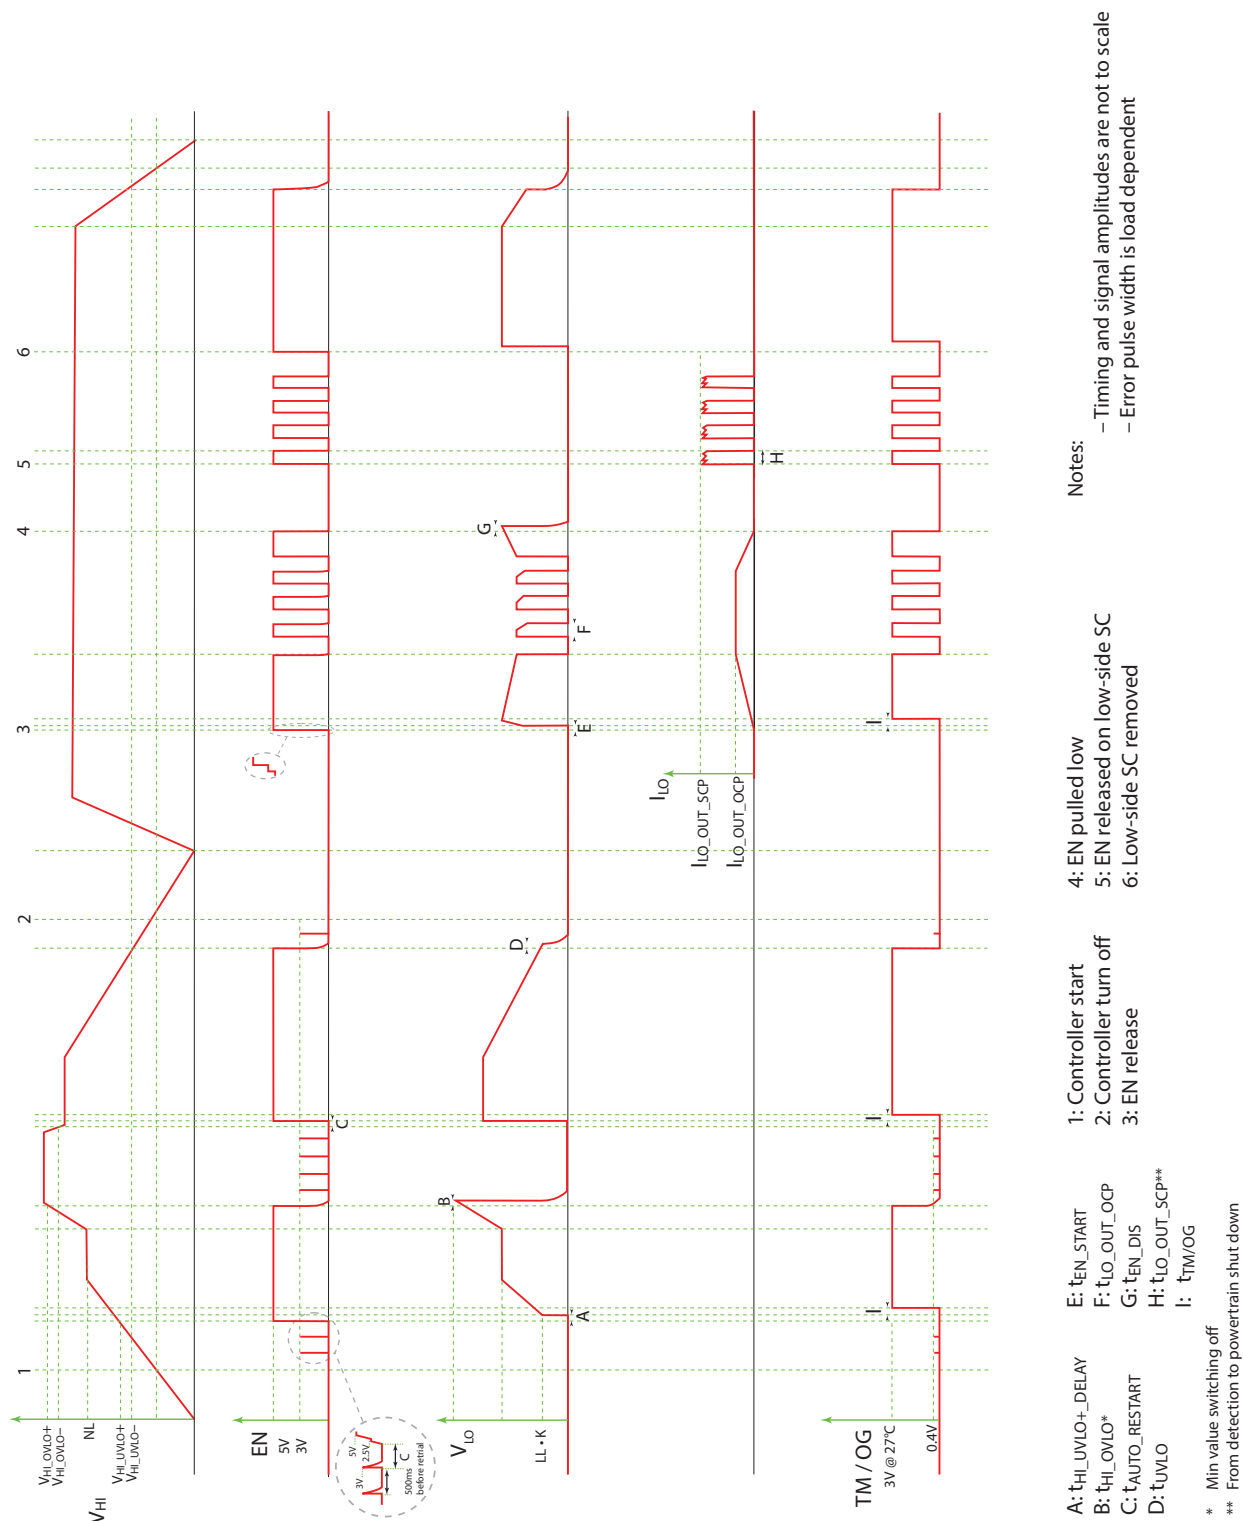 1
2
3
4
5
6
V_HI
V_HI_OVLO+
V_HI_OVLO–
NL
V_HI_UVLO+
V_HI_UVLO–
EN
5V
3V
3V
5V
2.5V
C
500ms
before retrial
C
V_LO
LL • K
A
B
D
E
F
G
I_LO
I_LO_OUT_SCP
I_LO_OUT_OCP
H
TM / OG
3V @ 27°C
0.4V
I
I
I
A: t_HI_UVLO+_DELAY
B: t_HI_OVLO*
C: t_AUTO_RESTART
D: t_UVLO
E: t_EN_START
F: t_LO_OUT_OCP
G: t_EN_DIS
H: t_LO_OUT_SCP**
I: t_TM/OG
1: Controller start
2: Controller turn off
3: EN release
4: EN pulled low
5: EN released on low-side SC
6: Low-side SC removed
Notes:
– Timing and signal amplitudes are not to scale
– Error pulse width is load dependent
* Min value switching off
** From detection to powertrain shut down